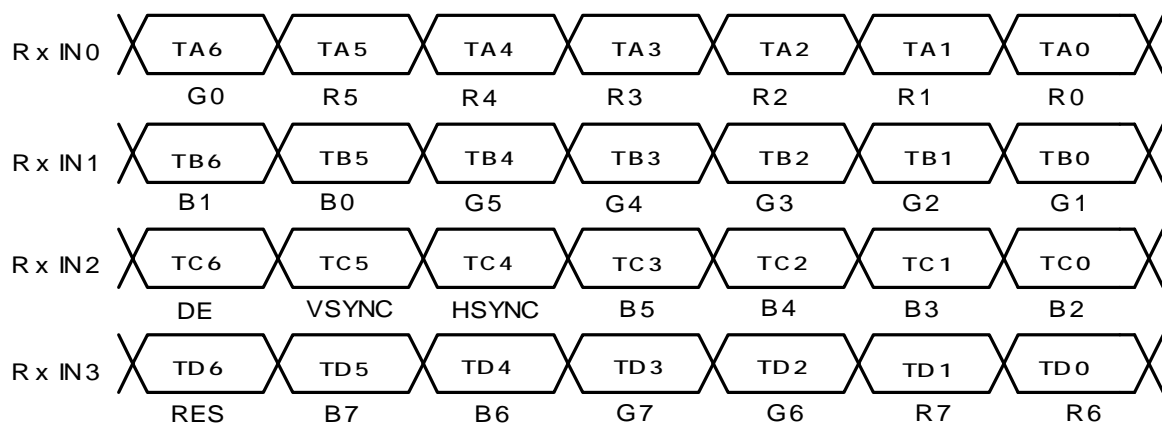 Rx IN0 TA6 TA5 TA4 TA3 TA2 TA1 TA0
G0 R5 R4 R3 R2 R1 R0
Rx IN1 TB6 TB5 TB4 TB3 TB2 TB1 TB0
B1 B0 G5 G4 G3 G2 G1
Rx IN2 TC6 TC5 TC4 TC3 TC2 TC1 TC0
DE VSYNC HSYNC B5 B4 B3 B2
Rx IN3 TD6 TD5 TD4 TD3 TD2 TD1 TD0
RES B7 B6 G7 G6 R7 R6